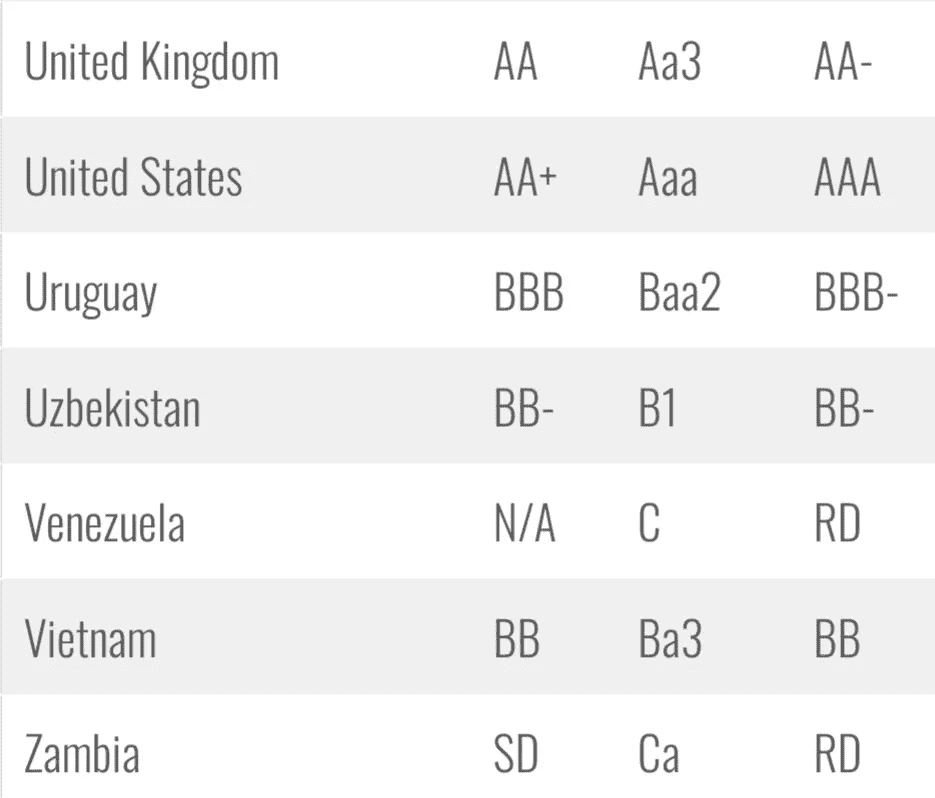 United Kingdom AA Aa3 AA-
United States AA+ Aaa AAA
Uruguay BBB Baa2 BBB-
Uzbekistan BB- B1 BB-
Venezuela N/A C RD
Vietnam BB Ba3 BB
Zambia SD Ca RD